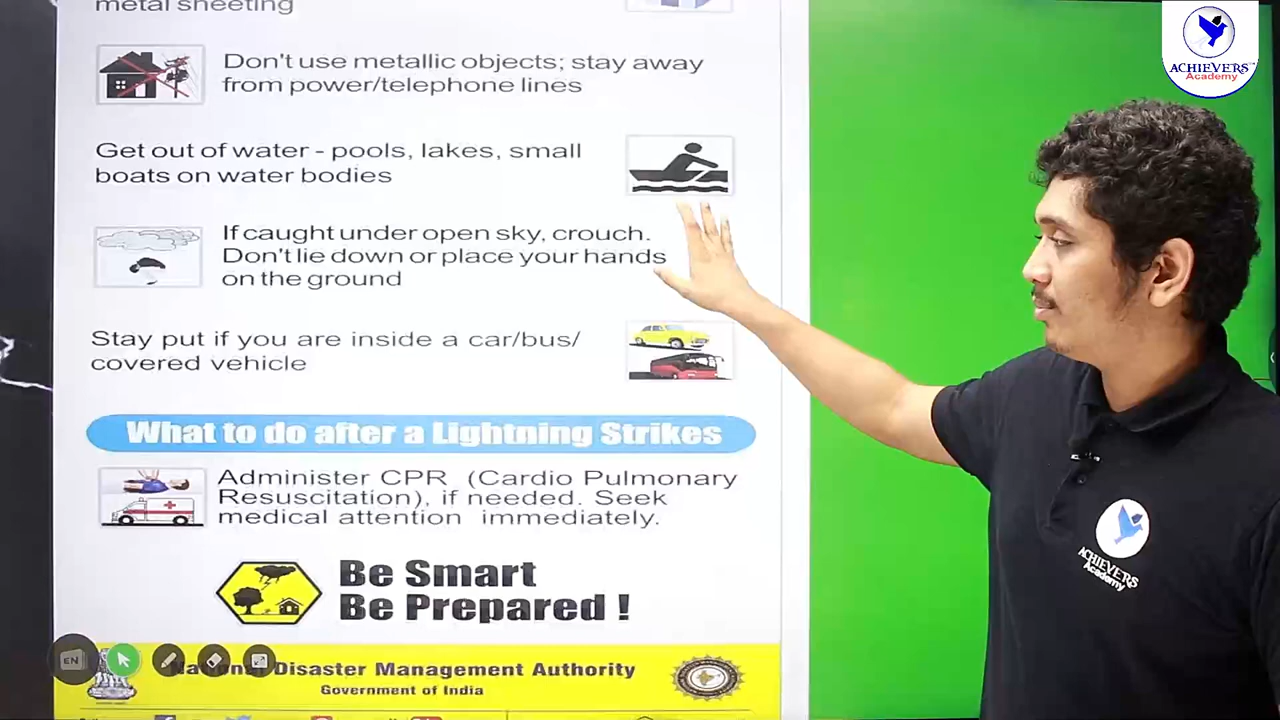 metal sheeting
Don't use metallic objects; stay away
from power/telephone lines
Get out of water - pools, lakes, small
boats on water bodies
If caught under open sky, crouch.
Don't lie down or place your hands
on the ground
Stay put if you are inside a car/bus/
covered vehicle
What to do after a Lightning Strikes
Administer CPR (Cardio Pulmonary
Resuscitation), if needed. Seek
medical attention immediately.
Be Smart
Be Prepared !
EN
Disaster Management Authority
Government of India
ACHIEVERS
Academy
ACHIEVERS
Academy